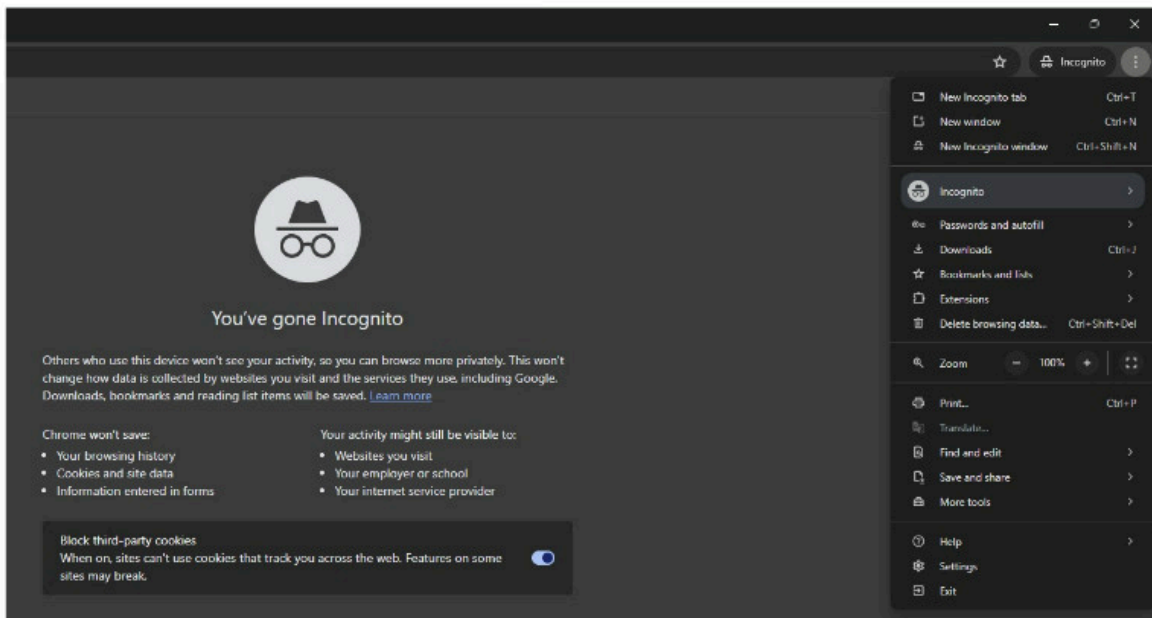 Incognito
New Incognito tab Ctrl+T
New window Ctrl+N
New Incognito window Ctrl+Shift+N
Incognito
Passwords and autofill
Downloads Ctrl+J
Bookmarks and lists
Extensions
Delete browsing data... Ctrl+Shift+Del
Zoom − 100% +
Print... Ctrl+P
Translate...
Find and edit
Save and share
More tools
Help
Settings
Exit
You've gone Incognito
Others who use this device won't see your activity, so you can browse more privately. This won't
change how data is collected by websites you visit and the services they use, including Google.
Downloads, bookmarks and reading list items will be saved. Learn more
Chrome won't save:
• Your browsing history
• Cookies and site data
• Information entered in forms
Your activity might still be visible to:
• Websites you visit
• Your employer or school
• Your internet service provider
Block third-party cookies
When on, sites can't use cookies that track you across the web. Features on some
sites may break.